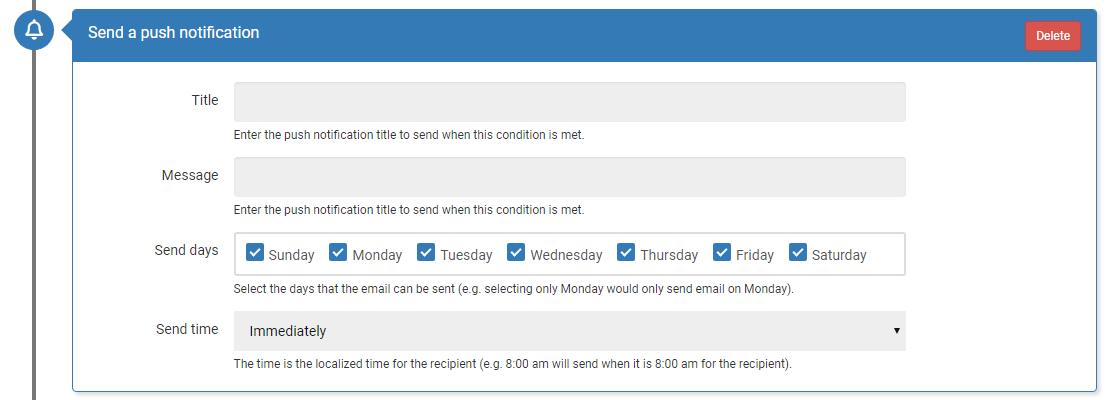 Send a push notification
Delete
Title
Enter the push notification title to send when this condition is met.
Message
Enter the push notification title to send when this condition is met.
Send days
Sunday Monday Tuesday Wednesday Thursday Friday Saturday
Select the days that the email can be sent (e.g. selecting only Monday would only send email on Monday).
Send time
Immediately
The time is the localized time for the recipient (e.g. 8:00 am will send when it is 8:00 am for the recipient).